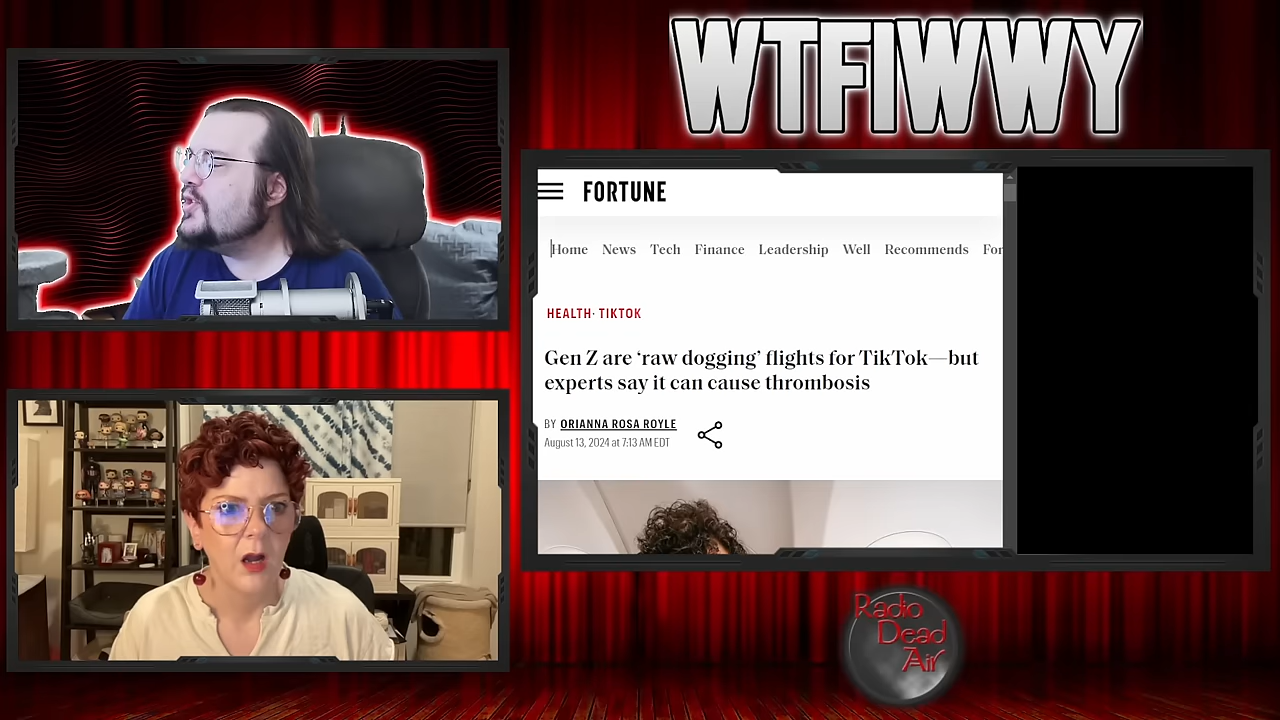 WTFIWWY
FORTUNE
Home News Tech Finance Leadership Well Recommends For
HEALTH· TIKTOK
Gen Z are ‘raw dogging’ flights for TikTok—but
experts say it can cause thrombosis
BY ORIANNA ROSA ROYLE
August 13, 2024 at 7:13 AM EDT
Radio
Dead
Air